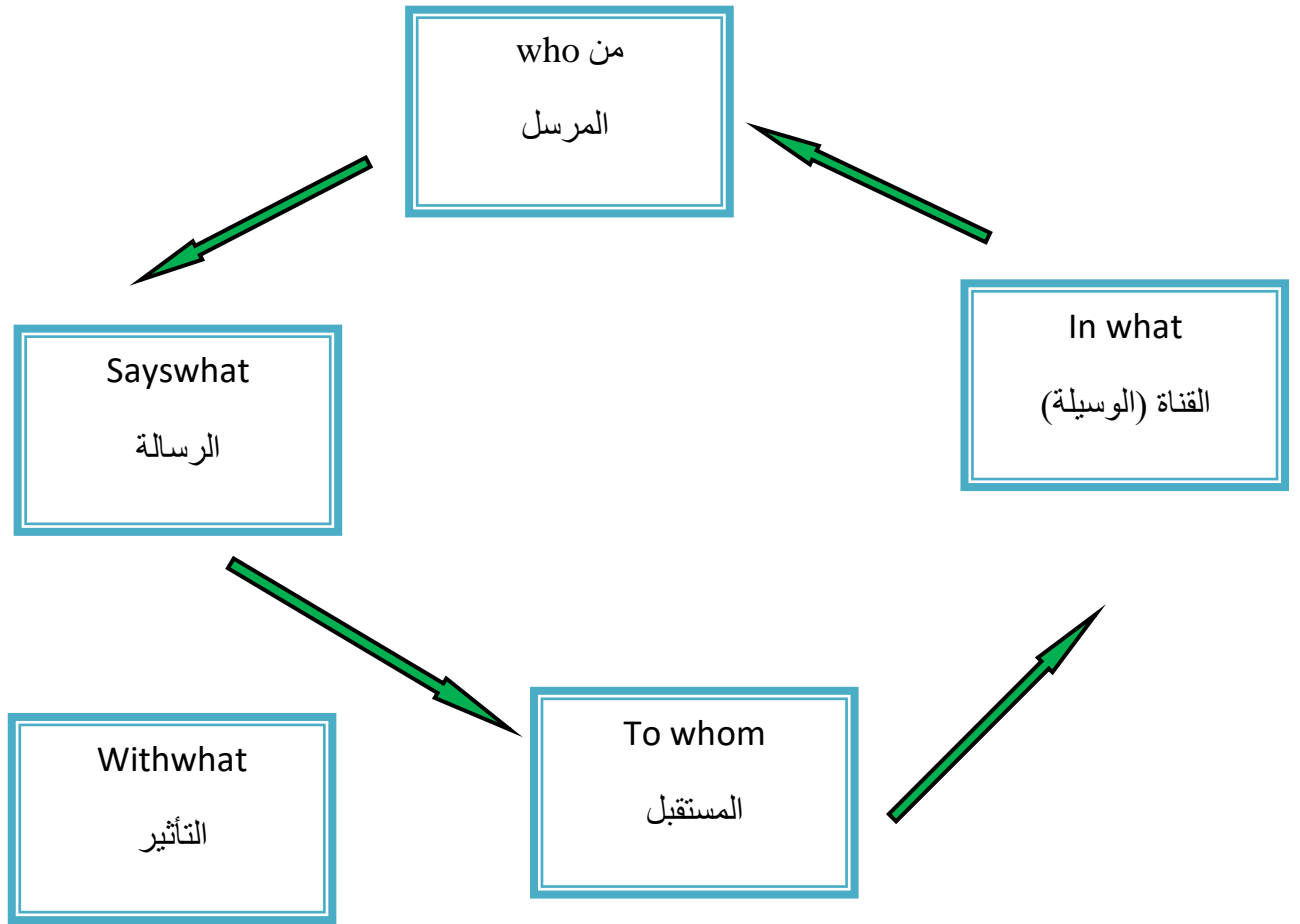 من who
المرسل
In what
القناة (الوسيلة)
Sayswhat
الرسالة
To whom
المستقبل
Withwhat
التأثير